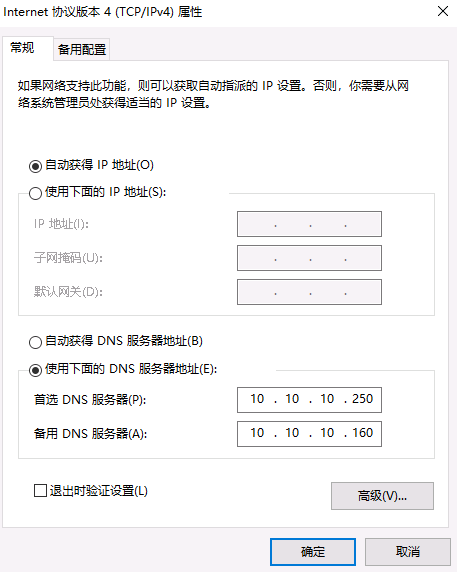 Internet 协议版本 4 (TCP/IPv4) 属性
常规 备用配置
如果网络支持此功能，则可以获取自动指派的 IP 设置。否则，你需要从网
络系统管理员处获得适当的 IP 设置。
自动获得 IP 地址(O)
使用下面的 IP 地址(S):
IP 地址(I): . . .
子网掩码(U): . . .
默认网关(D): . . .
自动获得 DNS 服务器地址(B)
使用下面的 DNS 服务器地址(E):
首选 DNS 服务器(P): 10 . 10 . 10 . 250
备用 DNS 服务器(A): 10 . 10 . 10 . 160
退出时验证设置(L)
高级(V)...
确定 取消